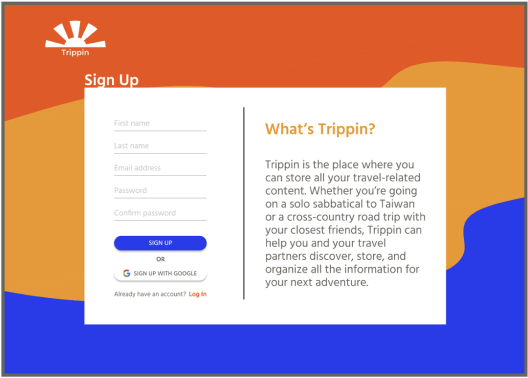 Trippin
Sign Up
First name
Last name
Email address
Password
Confirm password
SIGN UP
OR
SIGN UP WITH GOOGLE
Already have an account? Log In
What's Trippin?
Trippin is the place where you
can store all your travel-related
content. Whether you're going
on a solo sabbatical to Taiwan
or a cross-country road trip with
your closest friends, Trippin can
help you and your travel
partners discover, store, and
organize all the information for
your next adventure.